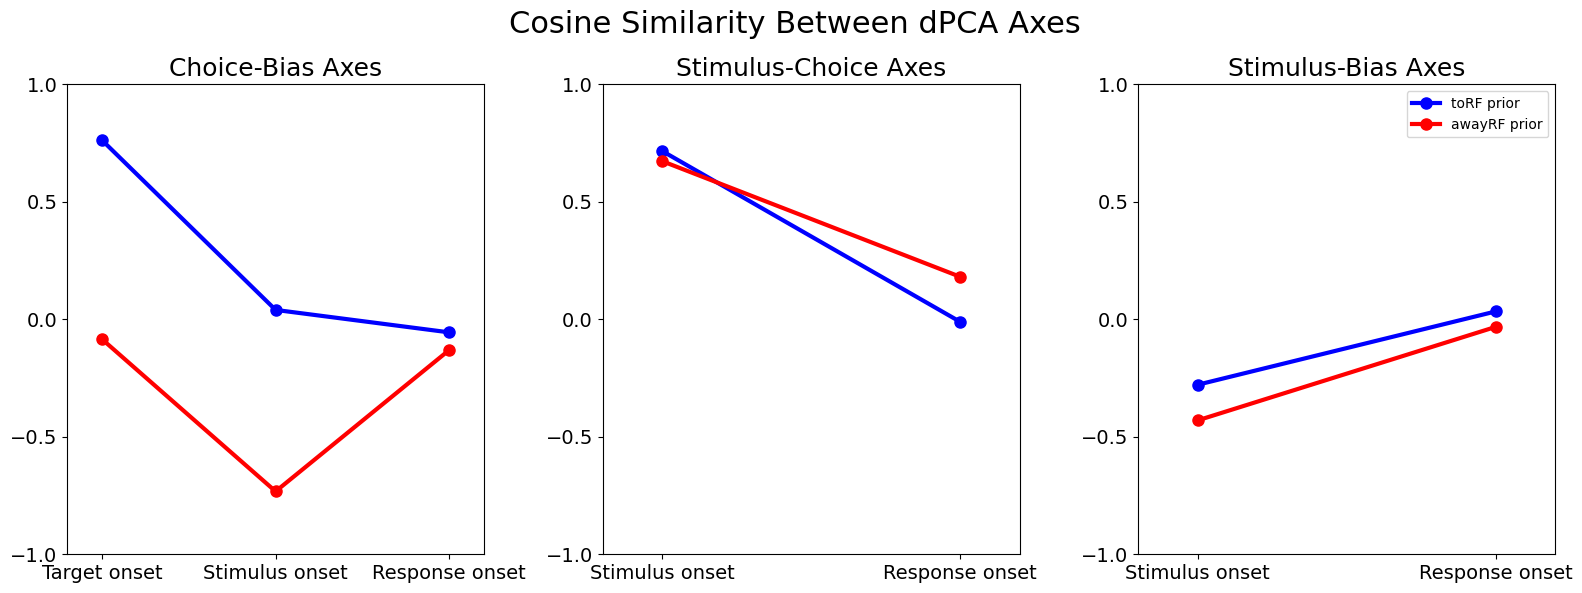 Cosine Similarity Between dPCA Axes
Choice-Bias Axes
1.0
0.5
0.0
−0.5
−1.0
Target onset
Stimulus onset
Response onset
Stimulus-Choice Axes
1.0
0.5
0.0
−0.5
−1.0
Stimulus onset
Response onset
Stimulus-Bias Axes
1.0
0.5
0.0
−0.5
−1.0
toRF prior
awayRF prior
Stimulus onset
Response onset